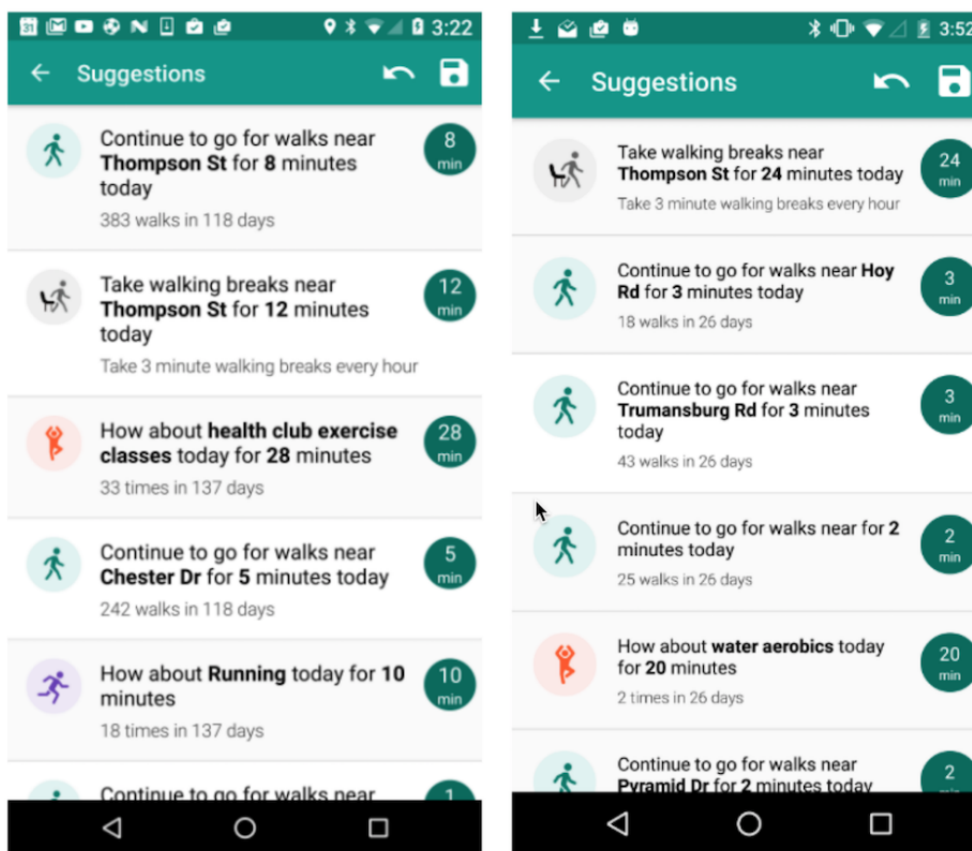 31
3:22
Suggestions
Continue to go for walks near
Thompson St for 8 minutes
today
383 walks in 118 days
8
min
Take walking breaks near
Thompson St for 12 minutes
today
Take 3 minute walking breaks every hour
12
min
How about health club exercise
classes today for 28 minutes
33 times in 137 days
28
min
Continue to go for walks near
Chester Dr for 5 minutes today
242 walks in 118 days
5
min
How about Running today for 10
minutes
18 times in 137 days
10
min
Continue to go for walks near
1
3:52
Suggestions
Take walking breaks near
Thompson St for 24 minutes today
Take 3 minute walking breaks every hour
24
min
Continue to go for walks near Hoy
Rd for 3 minutes today
18 walks in 26 days
3
min
Continue to go for walks near
Trumansburg Rd for 3 minutes
today
43 walks in 26 days
3
min
Continue to go for walks near for 2
minutes today
25 walks in 26 days
2
min
How about water aerobics today
for 20 minutes
2 times in 26 days
20
min
Continue to go for walks near
Pyramid Dr for 2 minutes today
2
min